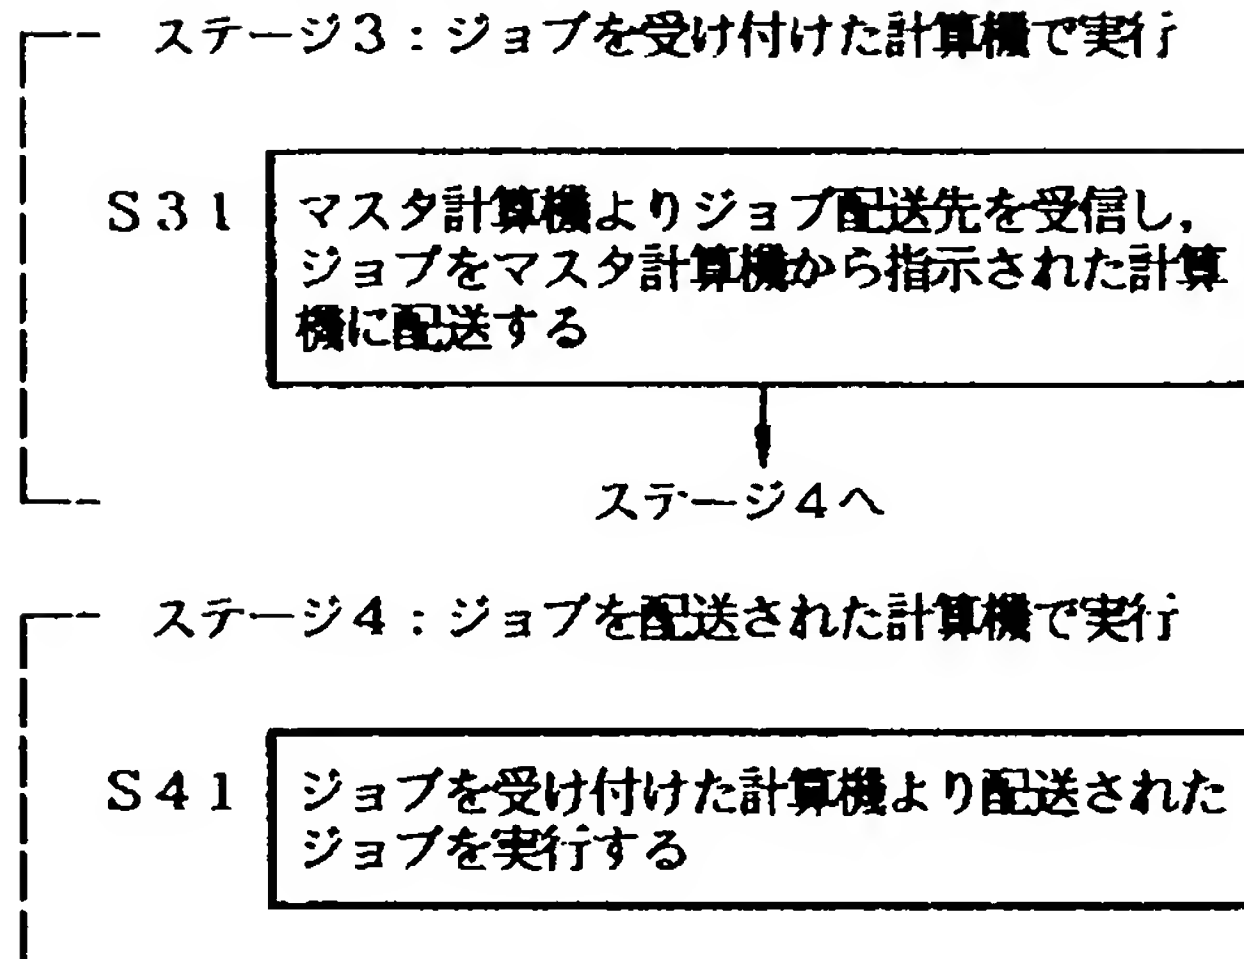 ステージ3:ジョブを受け付けた計算機で実行
S31
マスタ計算機よりジョブ配送先を受信し,
ジョブをマスタ計算機から指示された計算
機に配送する
ステージ4へ
ステージ4:ジョブを配送された計算機で実行
S41
ジョブを受け付けた計算機より配送された
ジョブを実行する